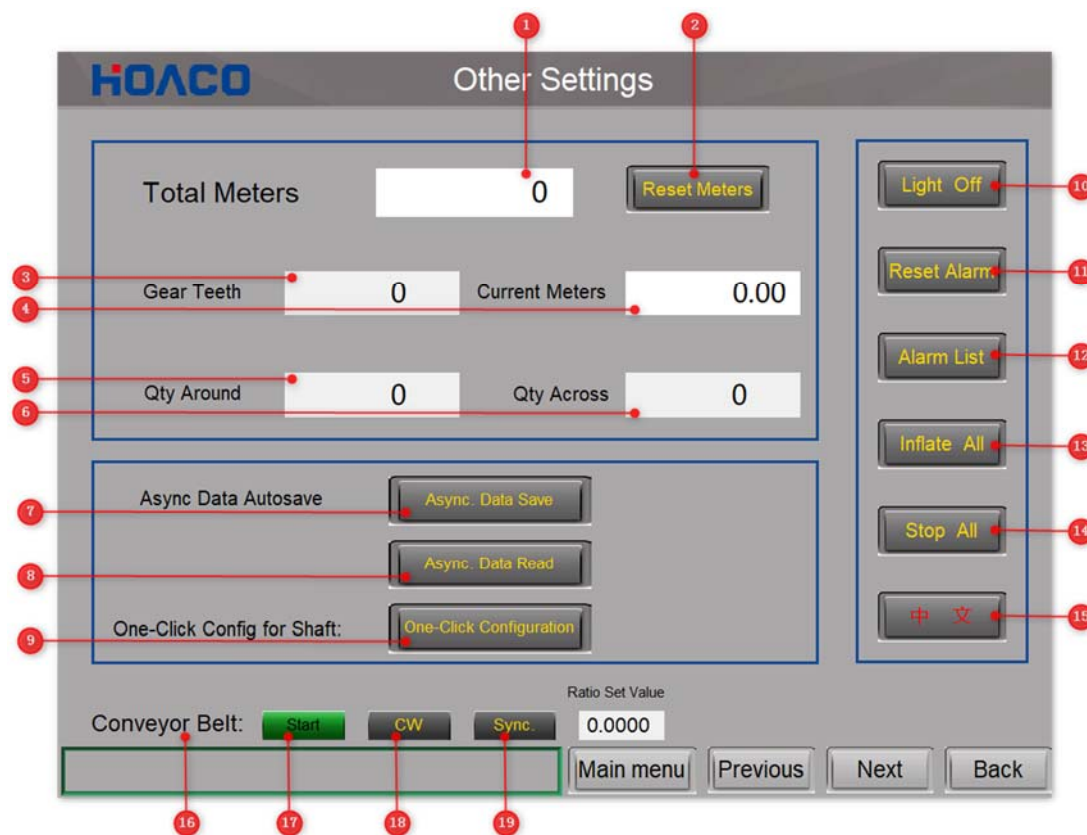 1
2
HOACO
Other Settings
Total Meters
0
Reset Meters
3
Gear Teeth
0
Current Meters
0.00
4
5
Qty Around
0
Qty Across
0
6
Async Data Autosave
Async. Data Save
7
Async. Data Read
8
One-Click Config for Shaft:
One-Click Configuration
9
Light Off
10
Reset Alarm
11
Alarm List
12
Inflate All
13
Stop All
14
中 文
15
Ratio Set Value
Conveyor Belt:
Start
CW
Sync.
0.0000
Main menu
Previous
Next
Back
16
17
18
19